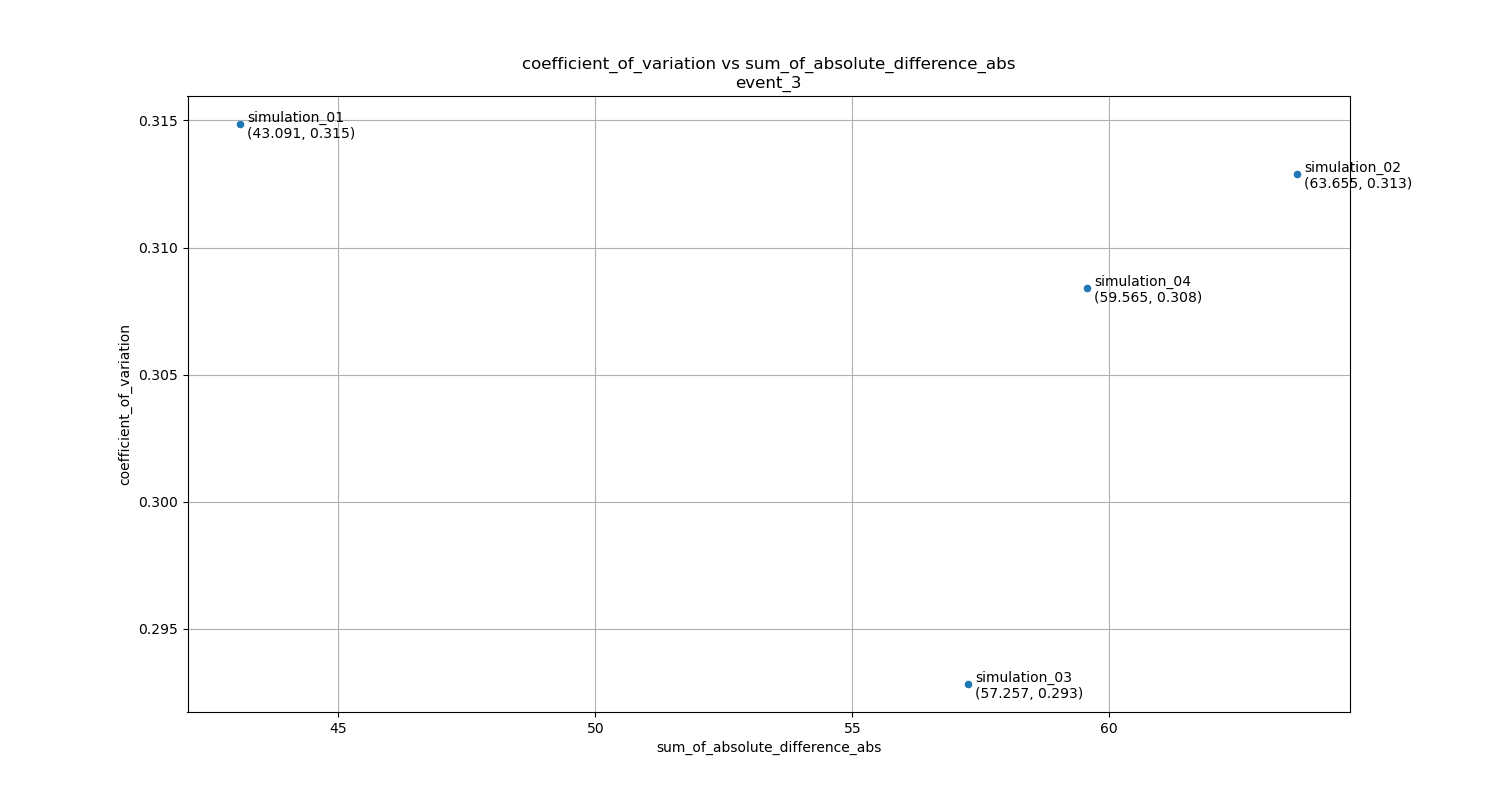 coefficient_of_variation vs sum_of_absolute_difference_abs
event_3
0.315
simulation_01
(43.091, 0.315)
simulation_02
(63.655, 0.313)
0.310
simulation_04
(59.565, 0.308)
0.305
coefficient_of_variation
0.300
0.295
simulation_03
(57.257, 0.293)
45
50
55
60
sum_of_absolute_difference_abs